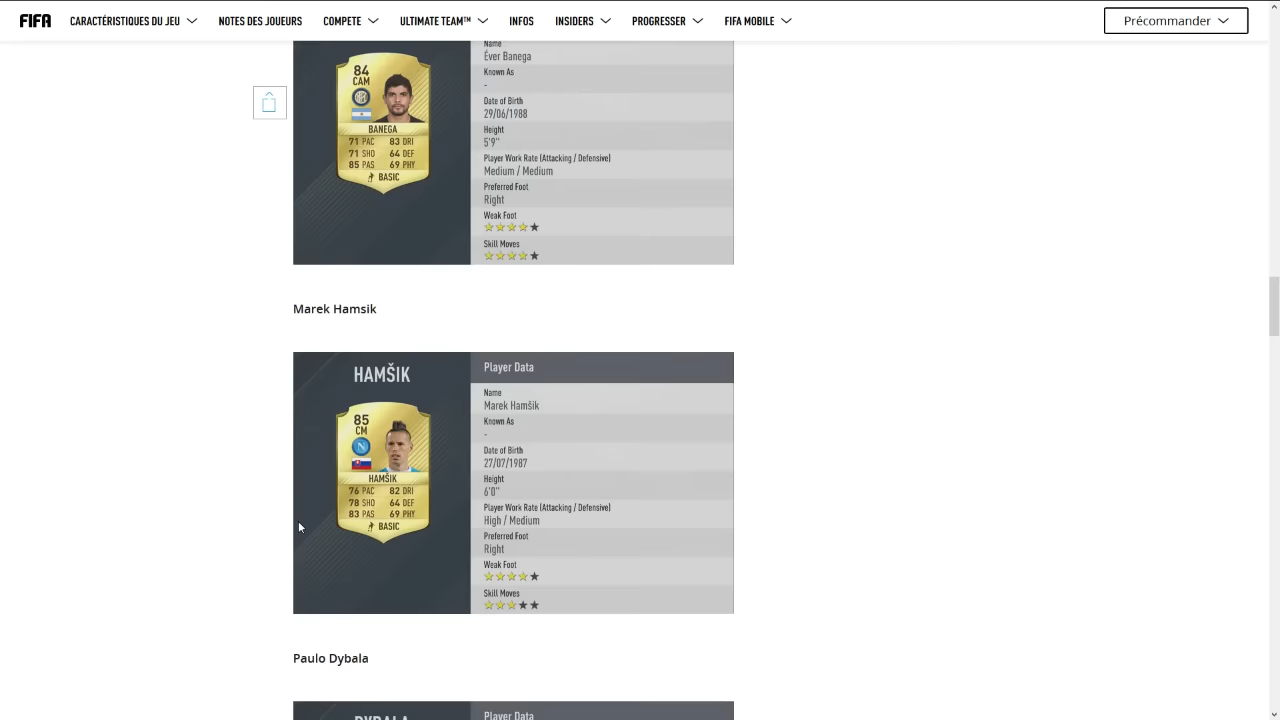 FIFA CARACTÉRISTIQUES DU JEU NOTES DES JOUEURS COMPETE ULTIMATE TEAM™ INFOS INSIDERS PROGRESSER FIFA MOBILE Précommander
84
CAM
BANEGA
71 PAC 83 DRI
71 SHO 64 DEF
85 PAS 69 PHY
BASIC
Name
Éver Banega
Known As
-
Date of Birth
29/06/1988
Height
5'9"
Player Work Rate (Attacking / Defensive)
Medium / Medium
Preferred Foot
Right
Weak Foot
Skill Moves
Marek Hamsik
HAMŠIK
85
CM
N
HAMŠIK
76 PAC 82 DRI
78 SHO 64 DEF
83 PAS 69 PHY
BASIC
Player Data
Name
Marek Hamšik
Known As
-
Date of Birth
27/07/1987
Height
6'0"
Player Work Rate (Attacking / Defensive)
High / Medium
Preferred Foot
Right
Weak Foot
Skill Moves
Paulo Dybala
DYBALA
Player Data